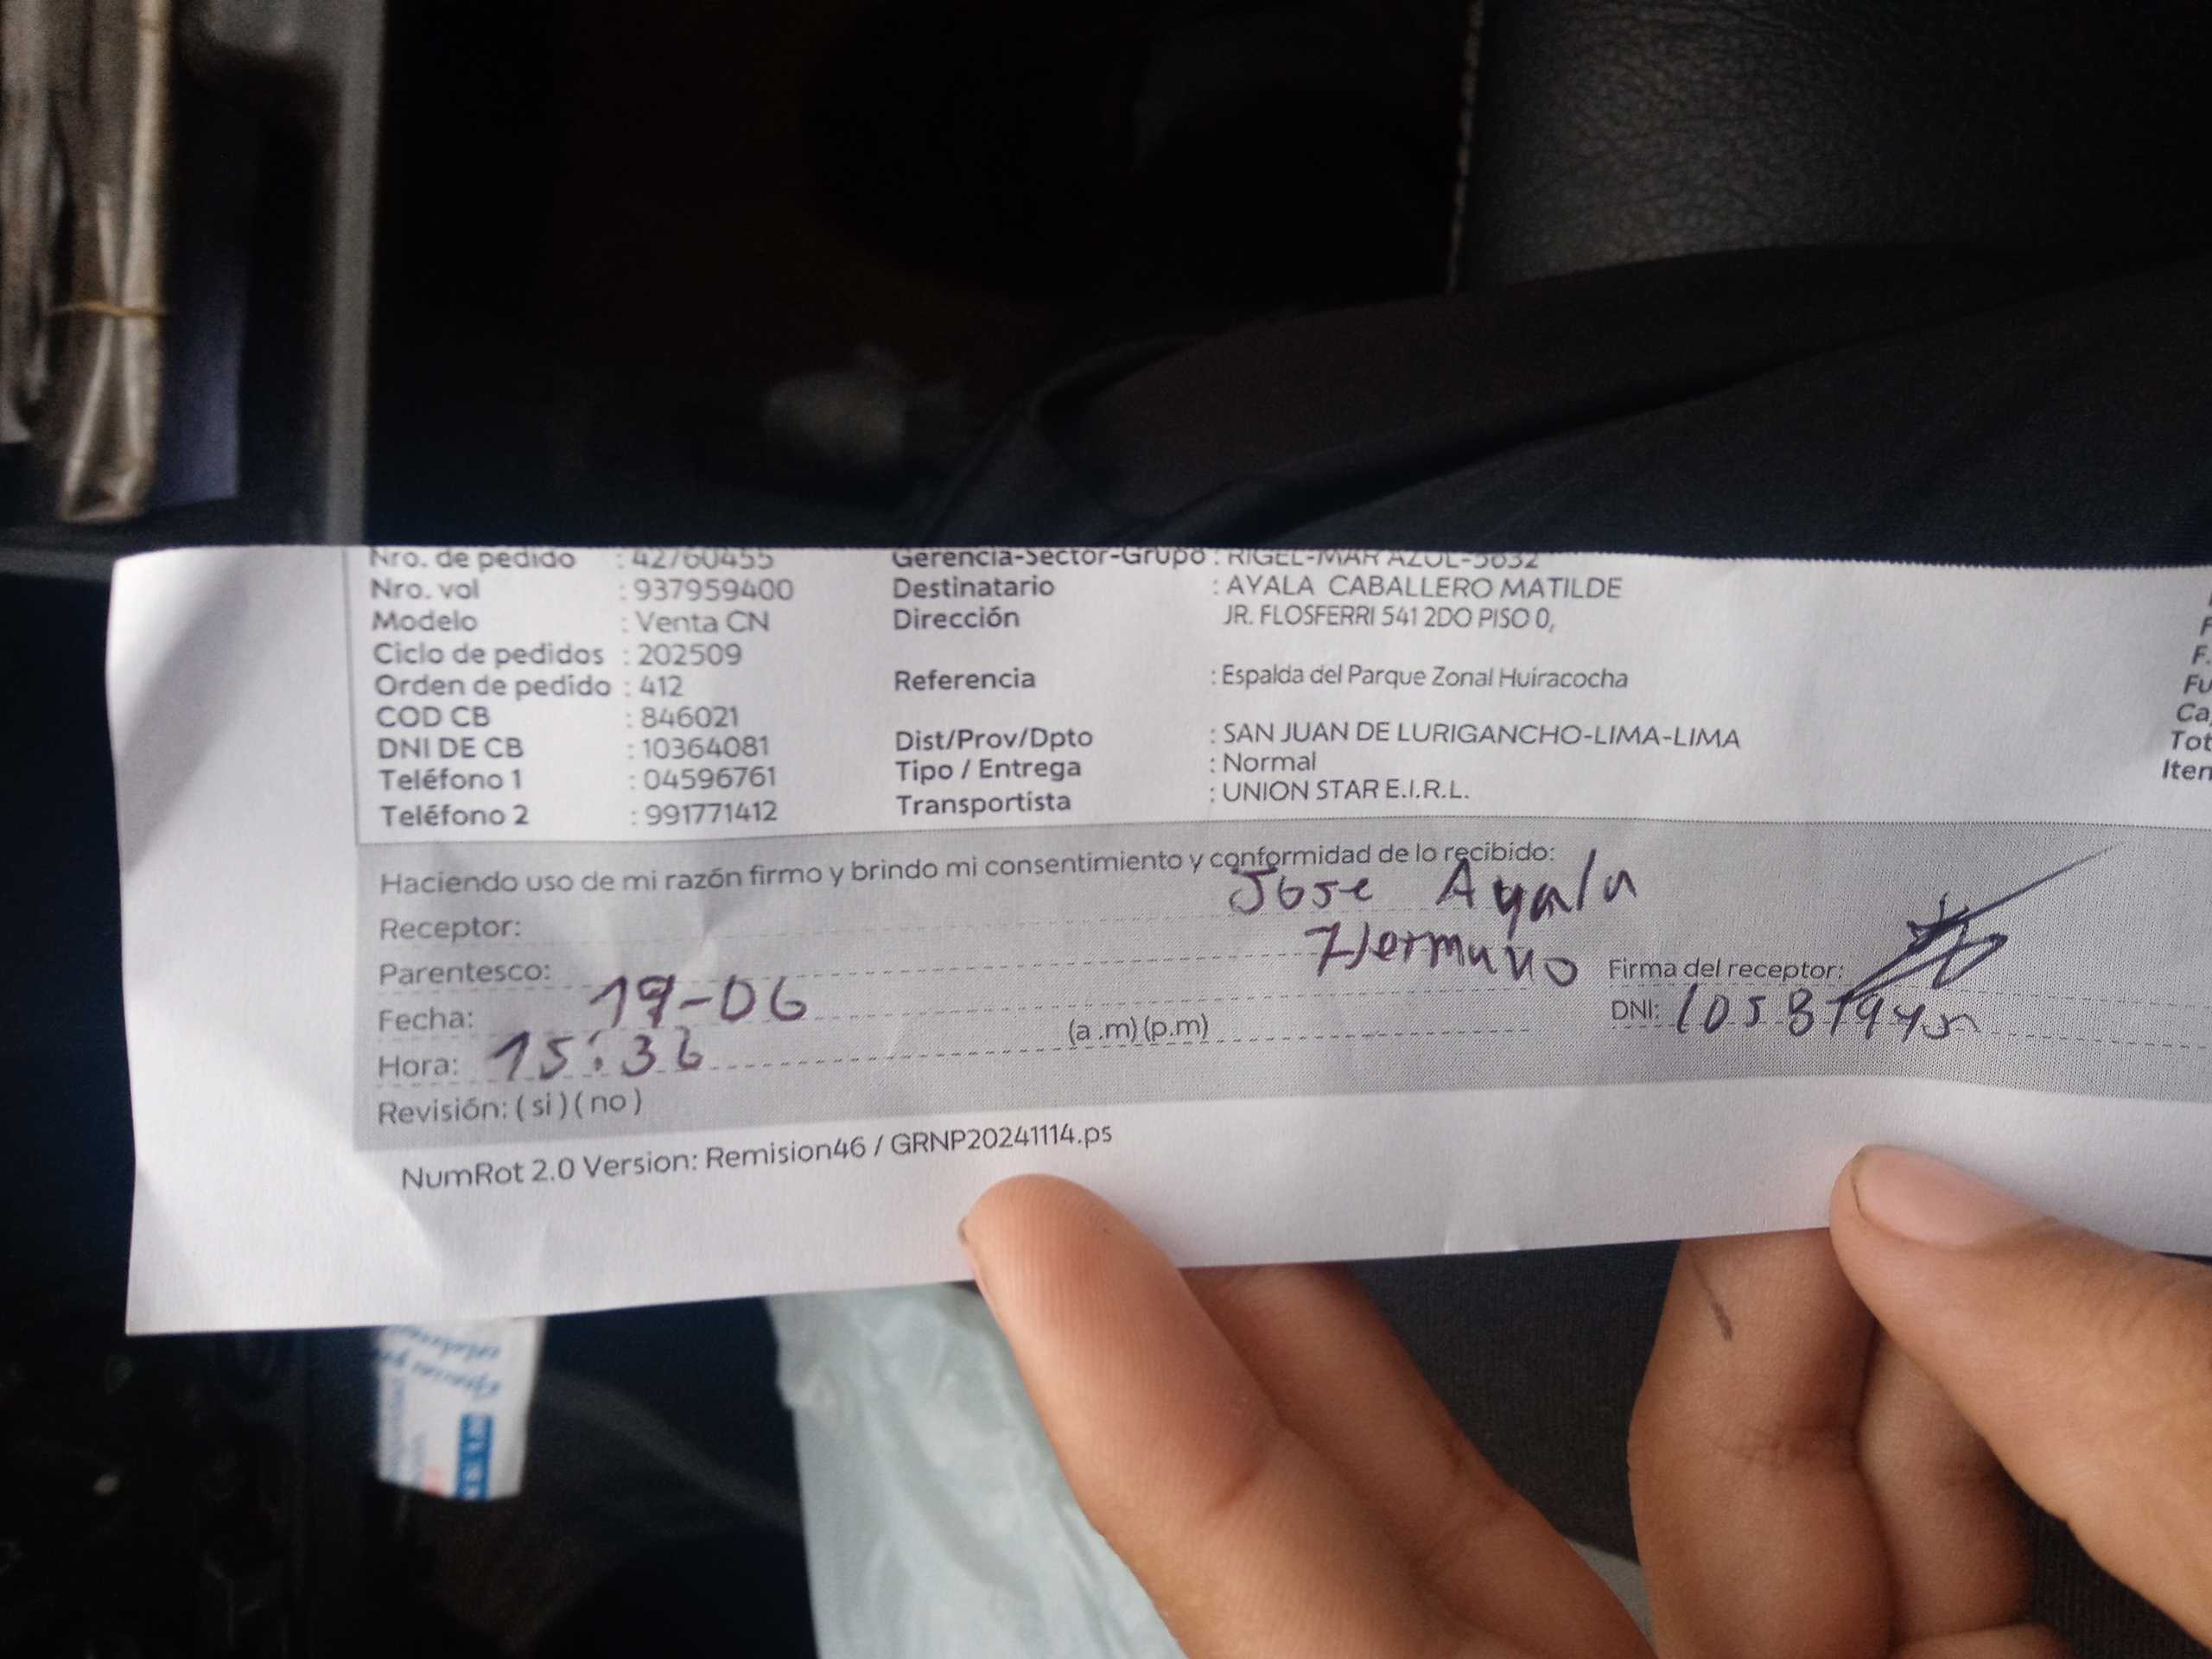 Nro. de pedido : 42760455 Gerencia-Sector-Grupo : RIGEL-MAR AZUL-5632
Nro. vol : 937959400 Destinatario : AYALA CABALLERO MATILDE
Modelo : Venta CN Dirección JR. FLOSFERRI 541 2DO PISO 0,
Ciclo de pedidos : 202509
Orden de pedido : 412 Referencia : Espalda del Parque Zonal Huiracocha
COD CB : 846021
DNI DE CB : 10364081 Dist/Prov/Dpto : SAN JUAN DE LURIGANCHO-LIMA-LIMA
Teléfono 1 : 04596761 Tipo / Entrega : Normal
Teléfono 2 : 991771412 Transportista : UNION STAR E.I.R.L.
F.
Fu
Ca
Tot
Iten
Haciendo uso de mi razón firmo y brindo mi consentimiento y conformidad de lo recibido:
Receptor: Jose Ayala
Parentesco: Hermano Firma del receptor:
Fecha: 19-06 DNI:
Hora: 15:36 (a.m) (p.m)
Revisión: ( si ) ( no )
NumRot 2.0 Version: Remision46 / GRNP20241114.ps